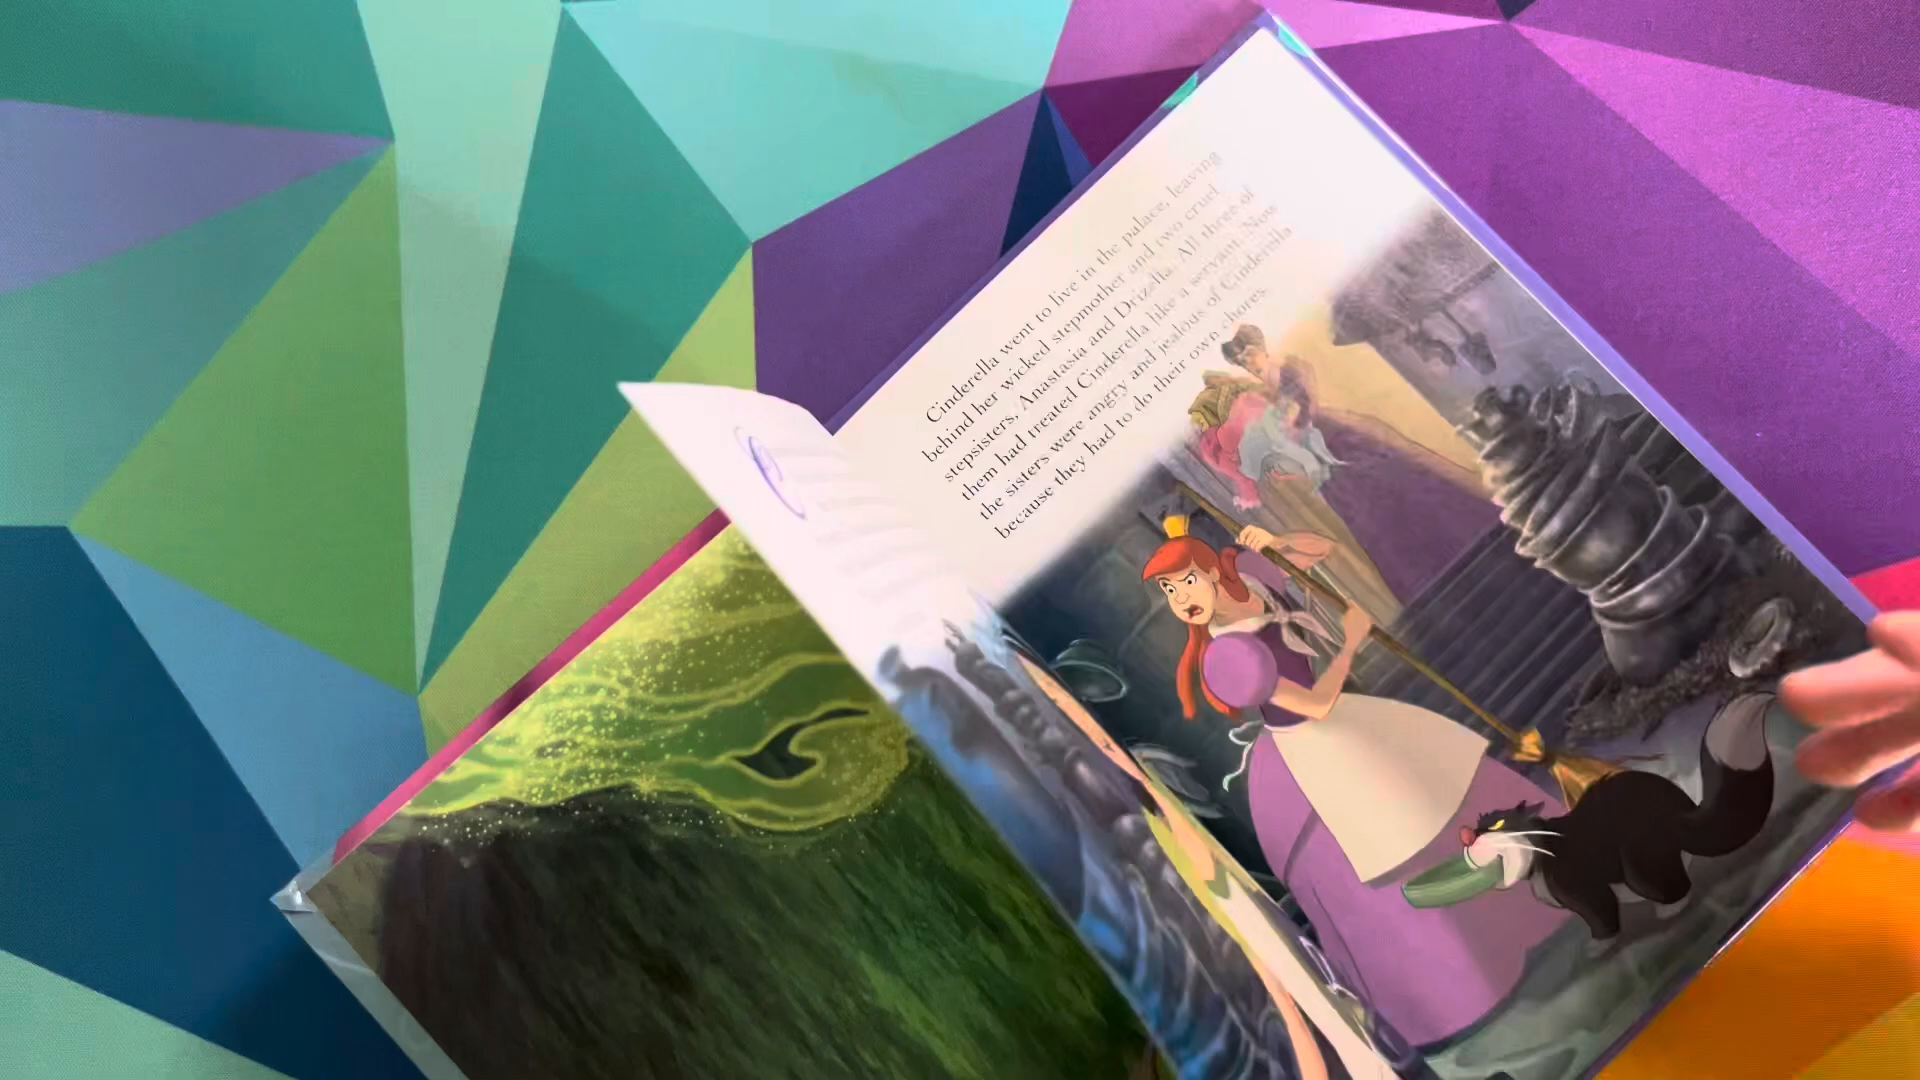 Cinderella went to live in the palace, leaving
behind her wicked stepmother and two cruel
stepsisters, Anastasia and Drizella. All three of
them had treated Cinderella like a servant. Now
the sisters were angry and jealous of Cinderella
because they had to do their own chores.